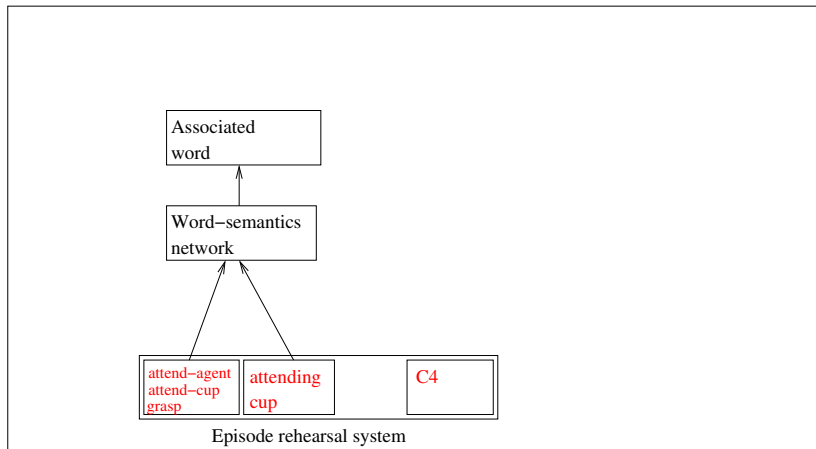 Associated
word
Word−semantics
network
attend−agent
attend−cup
grasp
attending
cup
C4
Episode rehearsal system